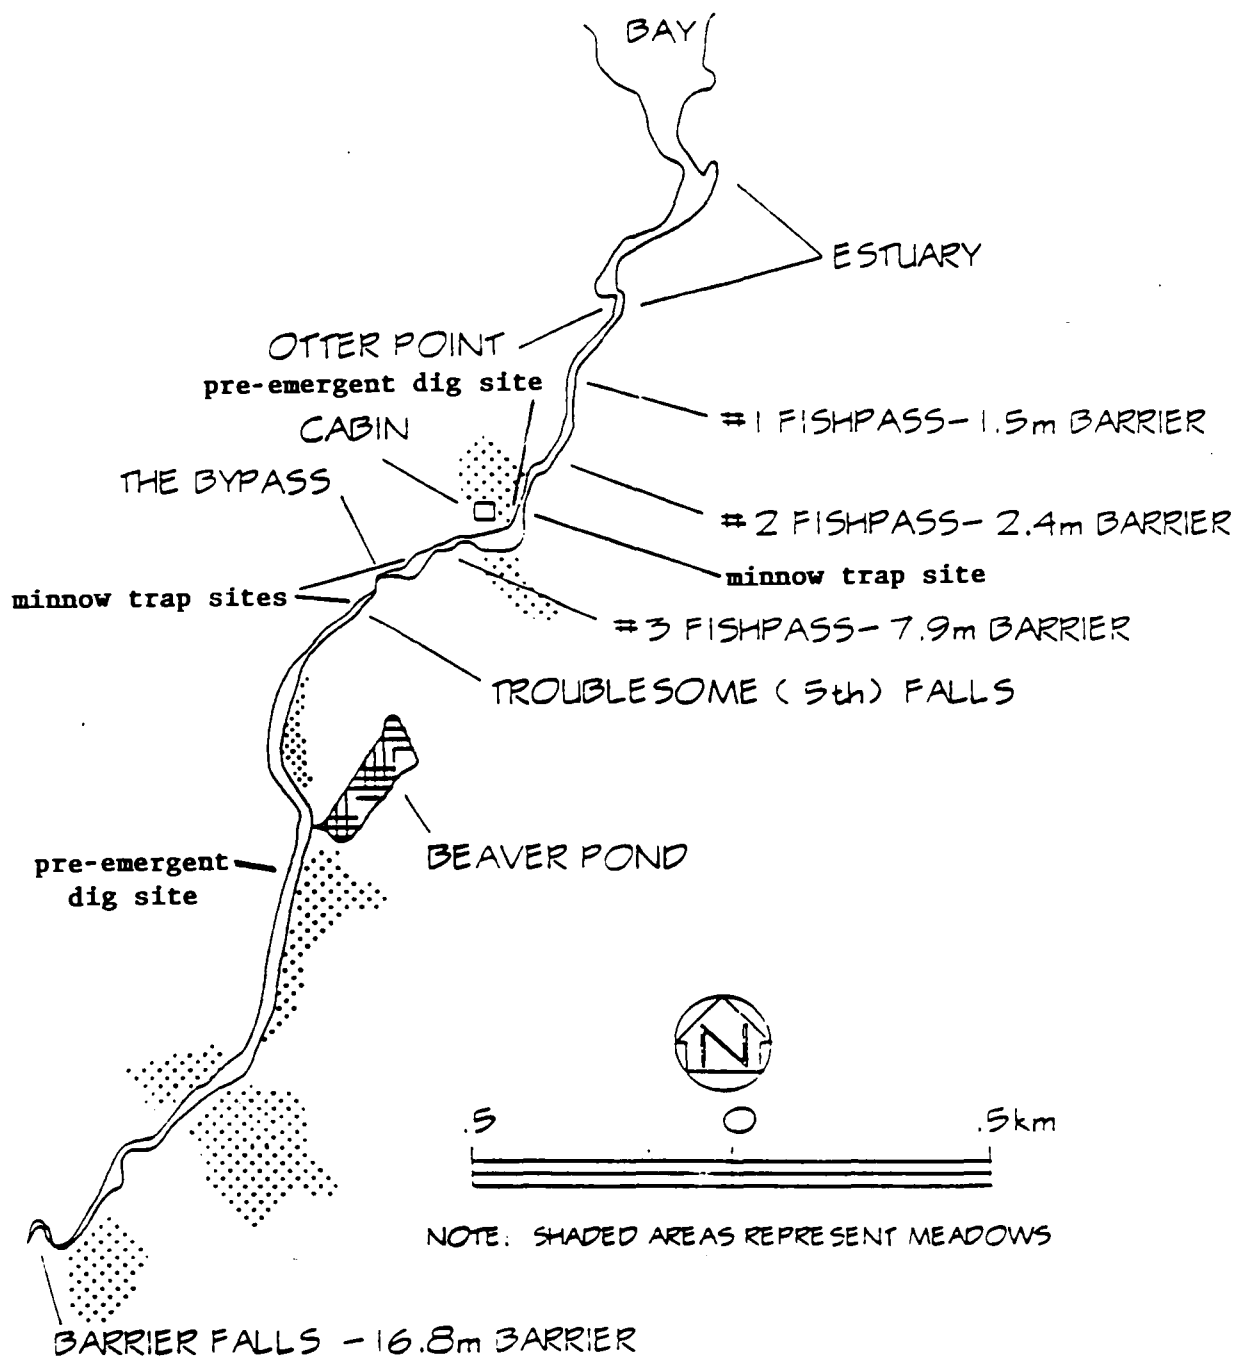 BAY
ESTUARY
OTTER POINT
pre-emergent dig site
CABIN
#1 FISHPASS- 1.5m BARRIER
THE BYPASS
#2 FISHPASS- 2.4m BARRIER
minnow trap site
minnow trap sites
#3 FISHPASS- 7.9m BARRIER
TROUBLESOME (5th) FALLS
BEAVER POND
pre-emergent
dig site
N
.5 0 .5km
NOTE: SHADED AREAS REPRESENT MEADOWS
BARRIER FALLS - 16.8m BARRIER